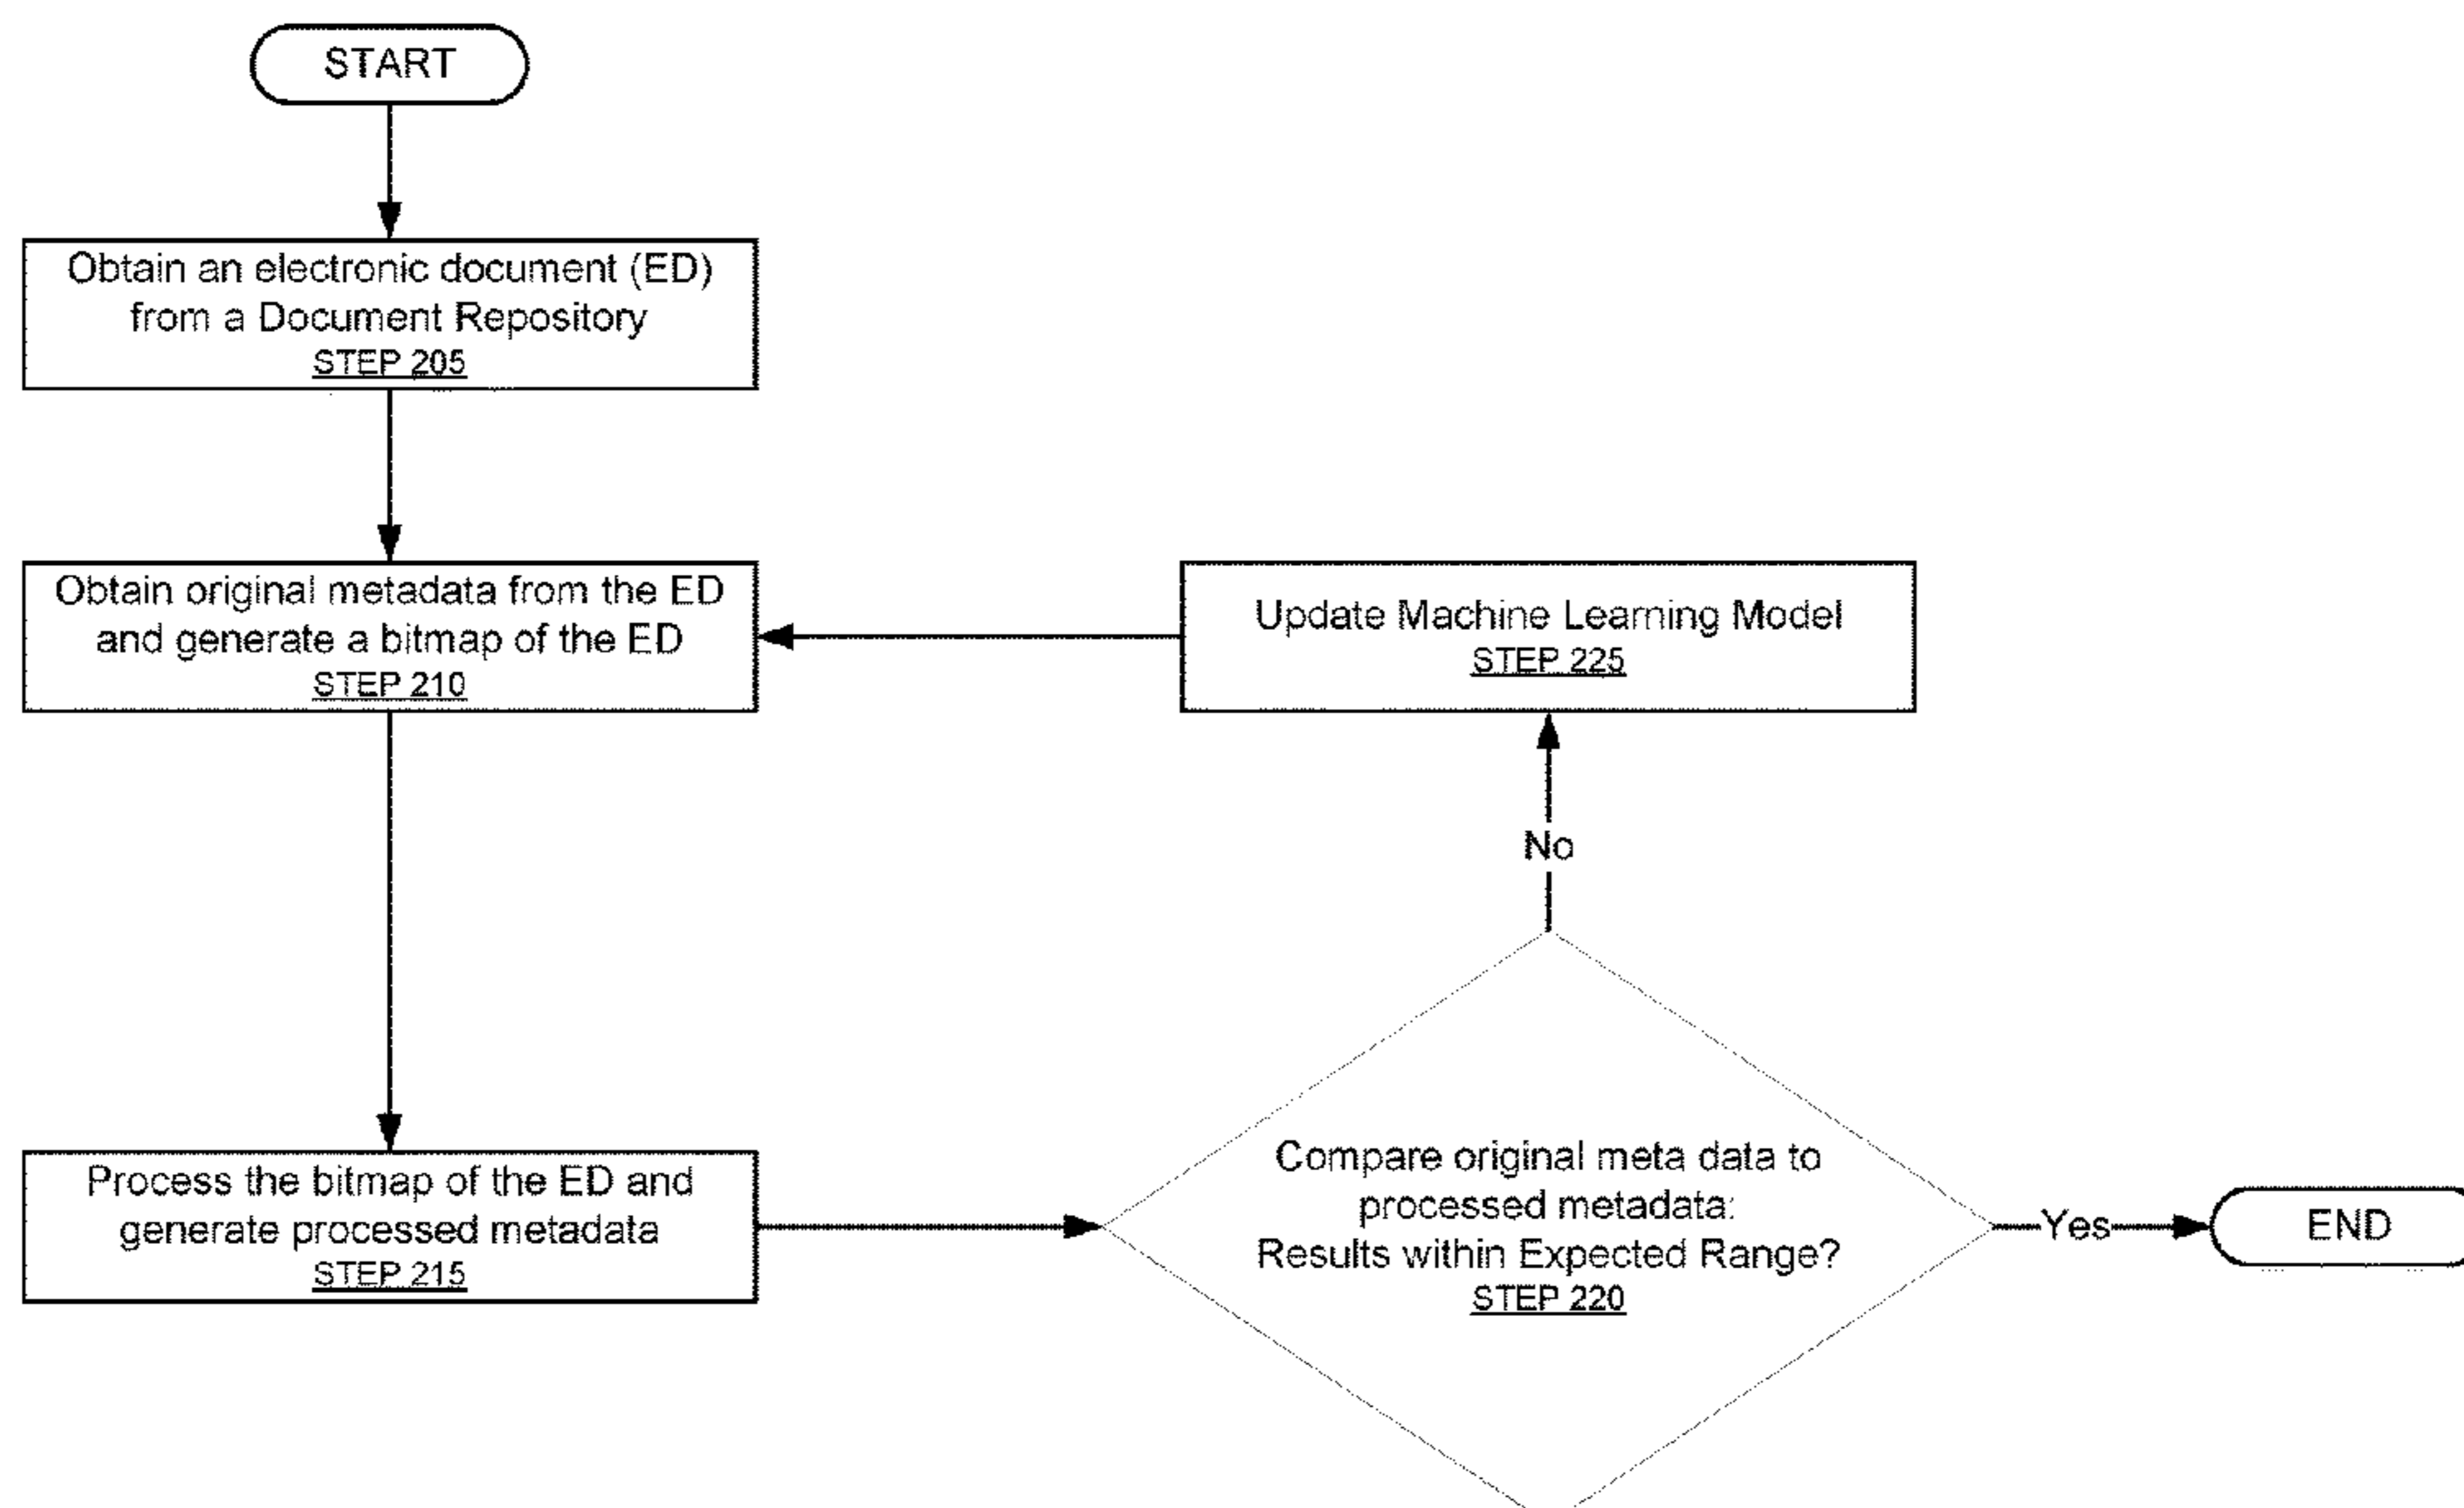 START
Obtain an electronic document (ED)
from a Document Repository
STEP 205
Obtain original metadata from the ED
and generate a bitmap of the ED
STEP 210
Update Machine Learning Model
STEP 225
No
Process the bitmap of the ED and
generate processed metadata
STEP 215
Compare original meta data to
processed metadata:
Results within Expected Range?
STEP 220
Yes
END